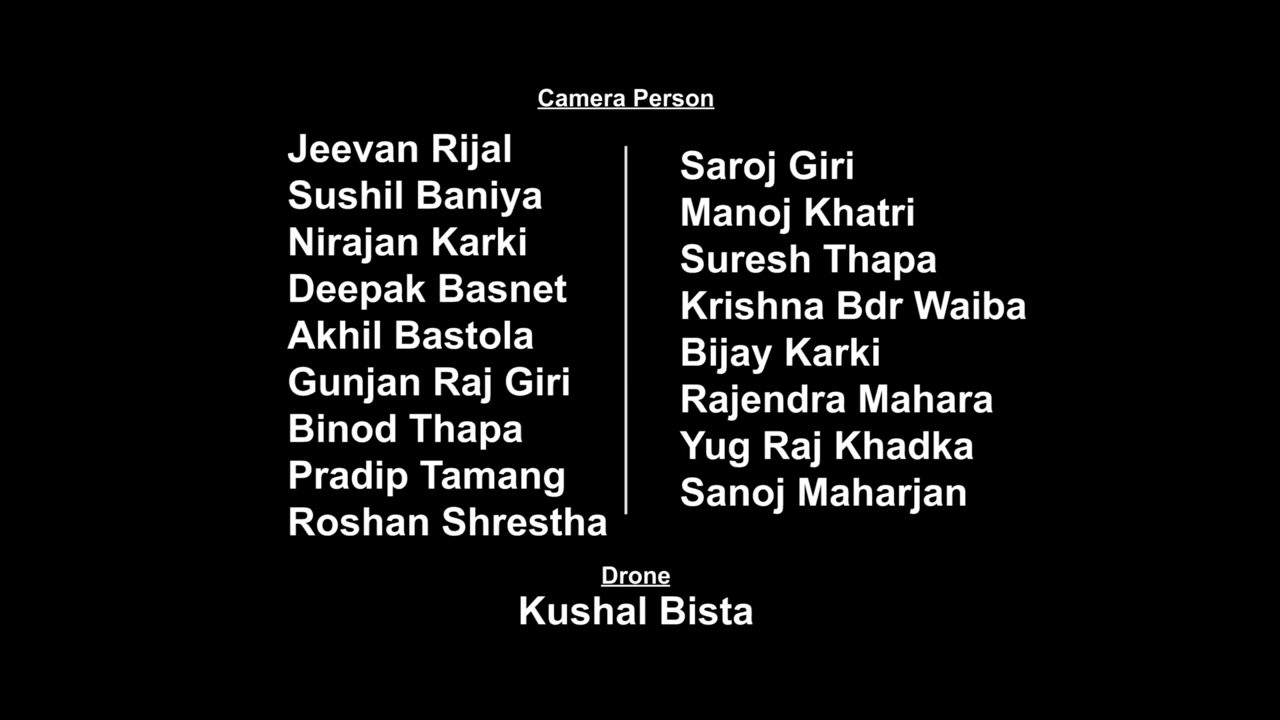 Camera Person
Jeevan Rijal
Sushil Baniya
Nirajan Karki
Deepak Basnet
Akhil Bastola
Gunjan Raj Giri
Binod Thapa
Pradip Tamang
Roshan Shrestha
Saroj Giri
Manoj Khatri
Suresh Thapa
Krishna Bdr Waiba
Bijay Karki
Rajendra Mahara
Yug Raj Khadka
Sanoj Maharjan
Drone
Kushal Bista